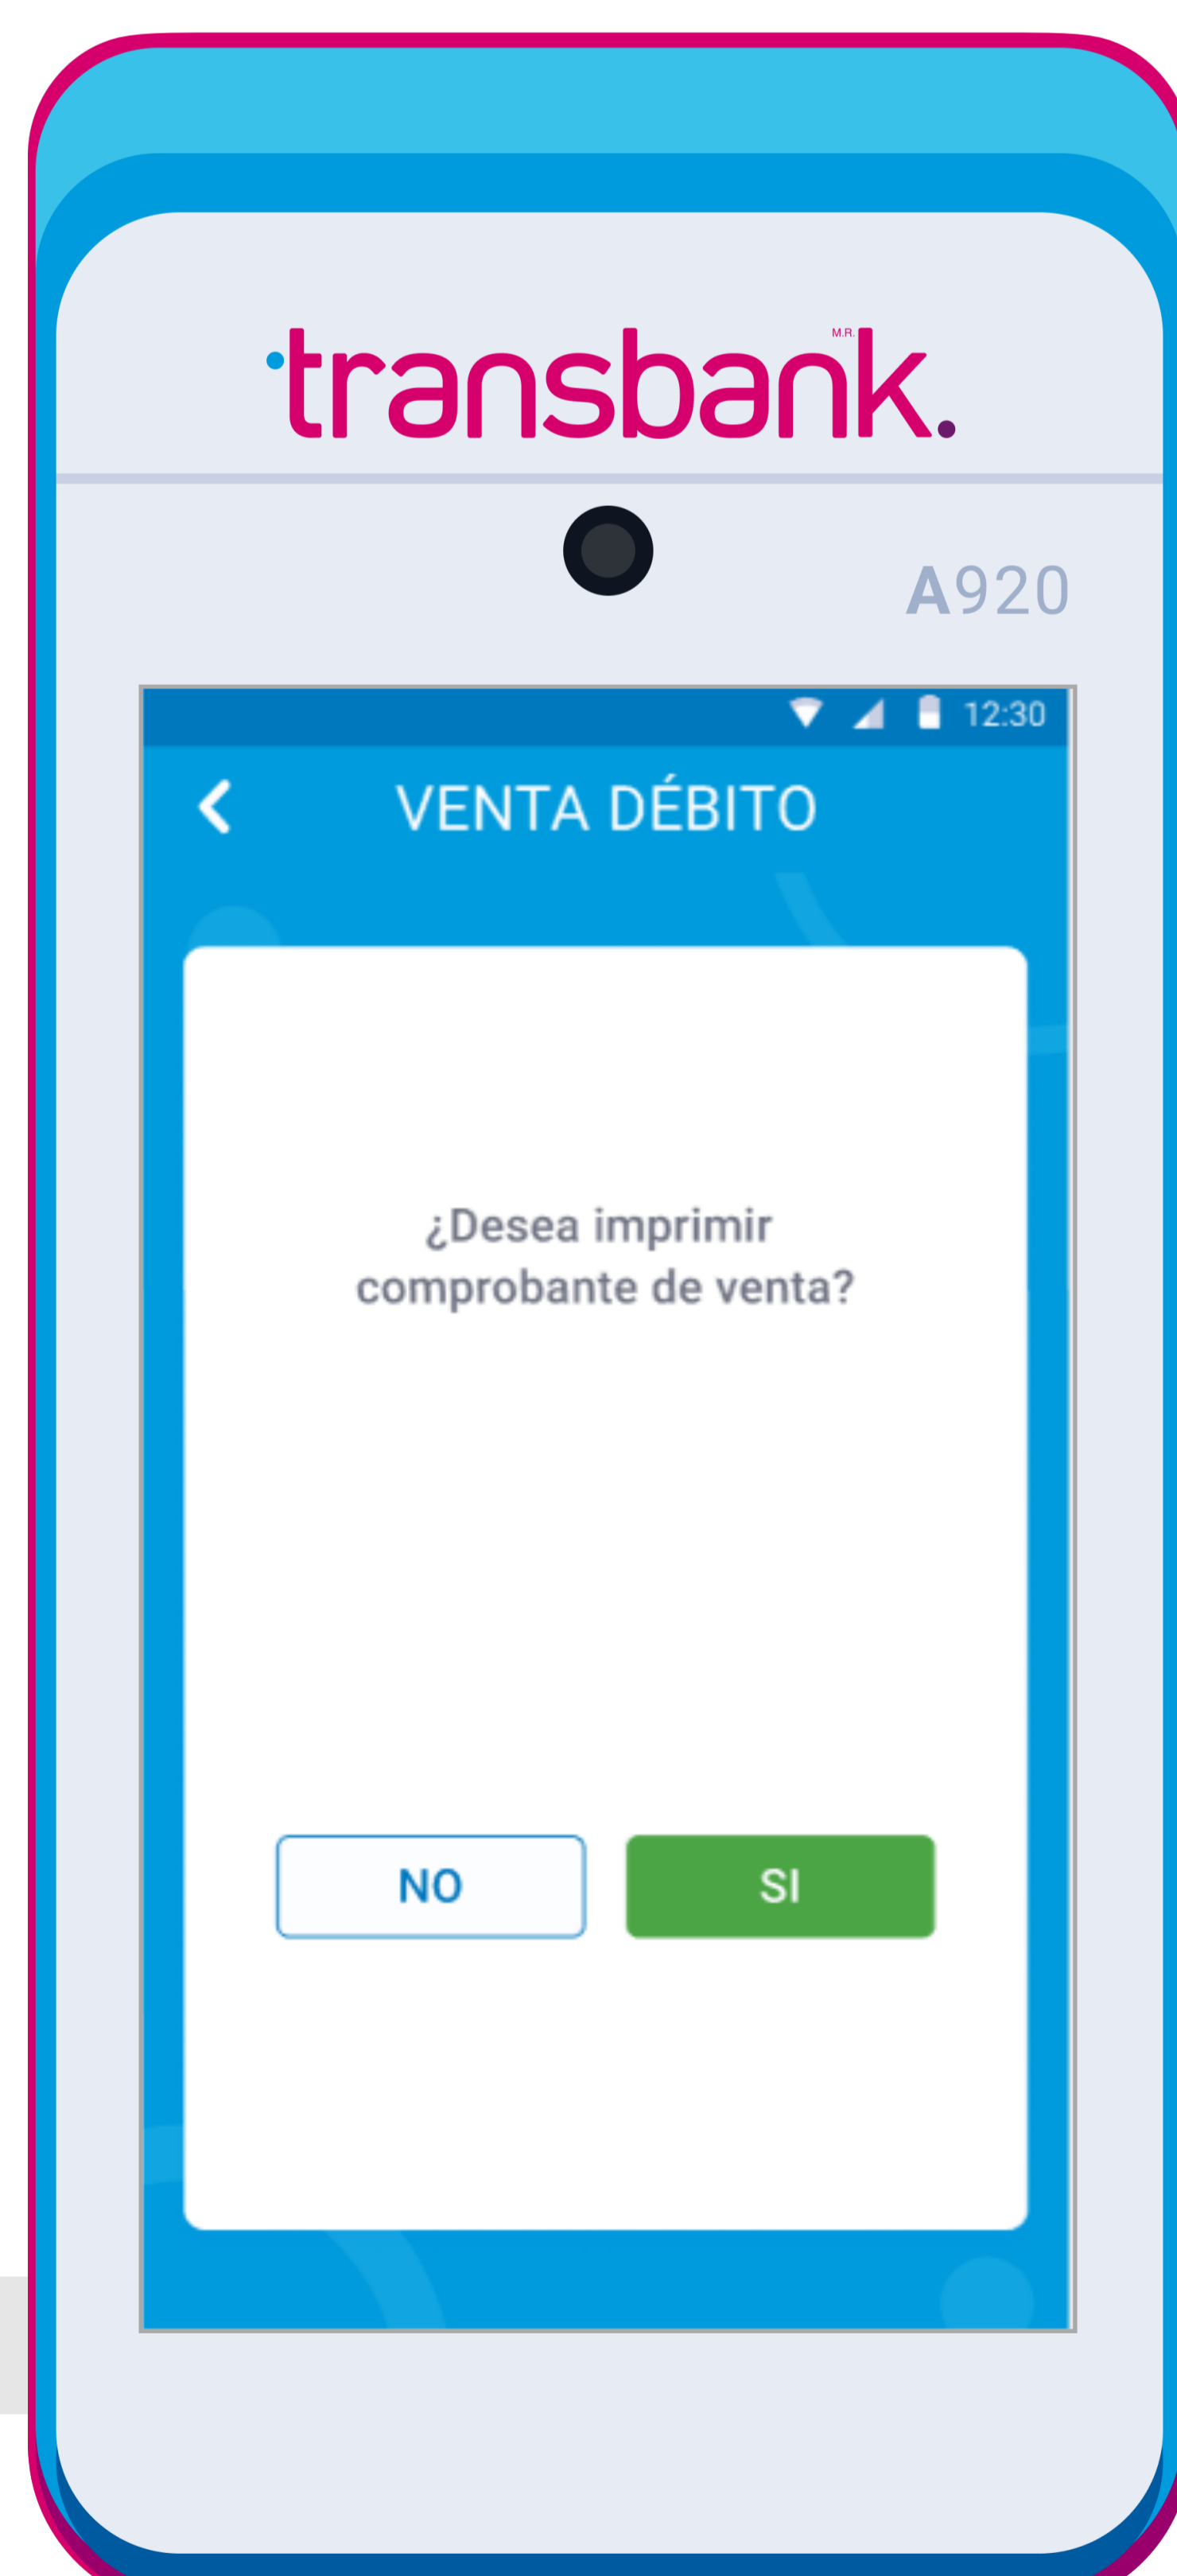 transbank.
M.R.
A920
12:30
VENTA DÉBITO
¿Desea imprimir
comprobante de venta?
NO
SI